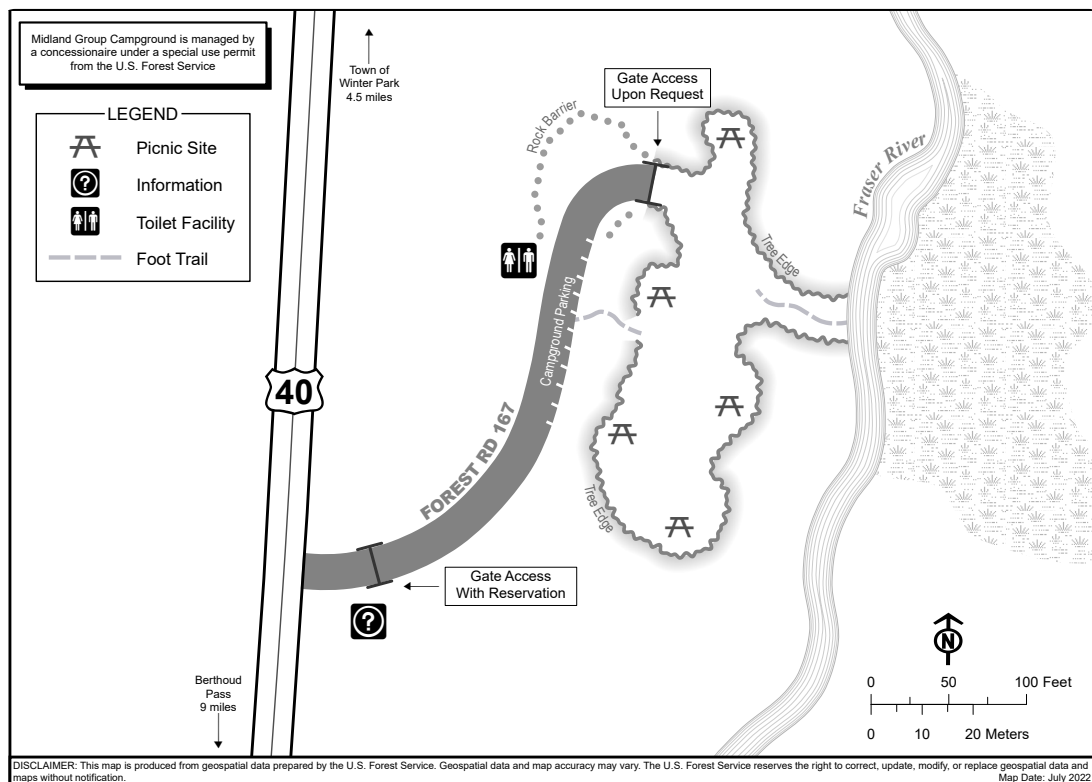 Midland Group Campground is managed by
a concessionaire under a special use permit
from the U.S. Forest Service
Town of
Winter Park
4.5 miles
Gate Access
Upon Request
LEGEND
Picnic Site
? Information
Toilet Facility
Foot Trail
Rock Barrier
Fraser River
Tree Edge
Campground Parking
40
FOREST RD 167
Tree Edge
Gate Access
With Reservation
?
N
Berthoud
Pass
9 miles
0 50 100 Feet
0 10 20 Meters
DISCLAIMER: This map is produced from geospatial data prepared by the U.S. Forest Service. Geospatial data and map accuracy may vary. The U.S. Forest Service reserves the right to correct, update, modify, or replace geospatial data and
maps without notification. Map Date: July 2022